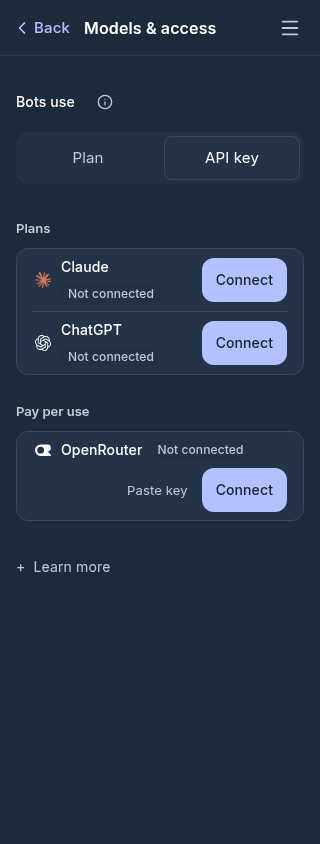 Back Models & access
Bots use
Plan API key
Plans
Claude
Not connected
Connect
ChatGPT
Not connected
Connect
Pay per use
OpenRouter Not connected
Paste key Connect
+ Learn more